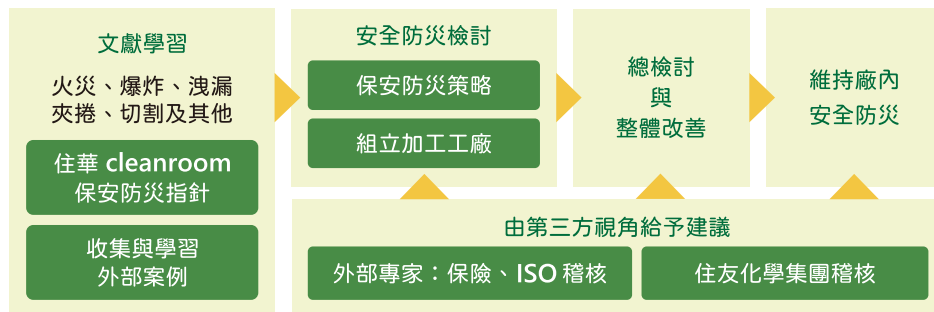 文獻學習
火災、爆炸、洩漏
夾捲、切割及其他
住華 cleanroom
保安防災指針
收集與學習
外部案例
安全防災檢討
保安防災策略
組立加工工廠
總檢討
與
整體改善
維持廠內
安全防災
由第三方視角給予建議
外部專家：保險、ISO 稽核
住友化學集團稽核